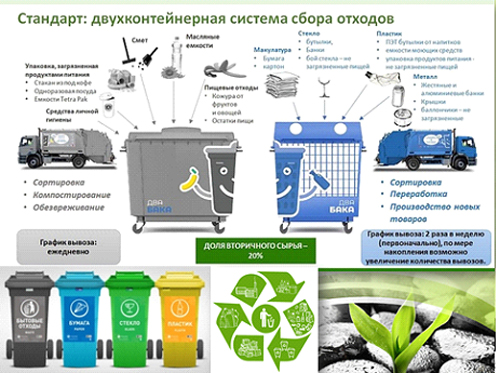 Стандарт: двухконтейнерная система сбора отходов
Смет
Масляные
емкости
Упаковка, загрязненная
продуктами питания
• Стакан из под кофе
• Одноразовая посуда
• Емкости Tetra Pak
Средства личной
гигиены
Пищевые отходы
• Кожура от
фруктов
и овощей
• Остатки пищи
Макулатура
• Бумага
• картон
Стекло
• бутылки,
• Банки
• бой стекла - не
загрязненные пищей
Пластик
• ПЭТ бутылки от напитков
• емкости моющих средств
• упаковка продуктов питания -
не загрязненные пищей
Металл
• Жестяные и
алюминиевые банки
• Крышки
• баллончики - не
загрязненные
• Сортировка
• Компостирование
• Обезвреживание
ДВА
БАКА
ДВА
БАКА
• Сортировка
• Переработка
• Производство новых
товаров
График вывоза:
ежедневно
ДОЛЯ ВТОРИЧНОГО СЫРЬЯ –
20%
График вывоза: 2 раза в неделю
(первоначально), по мере
накопления возможно
увеличение количества вывозов.
БЫТОВЫЕ
ОТХОДЫ
БУМАГА
СТЕКЛО
ПЛАСТИК